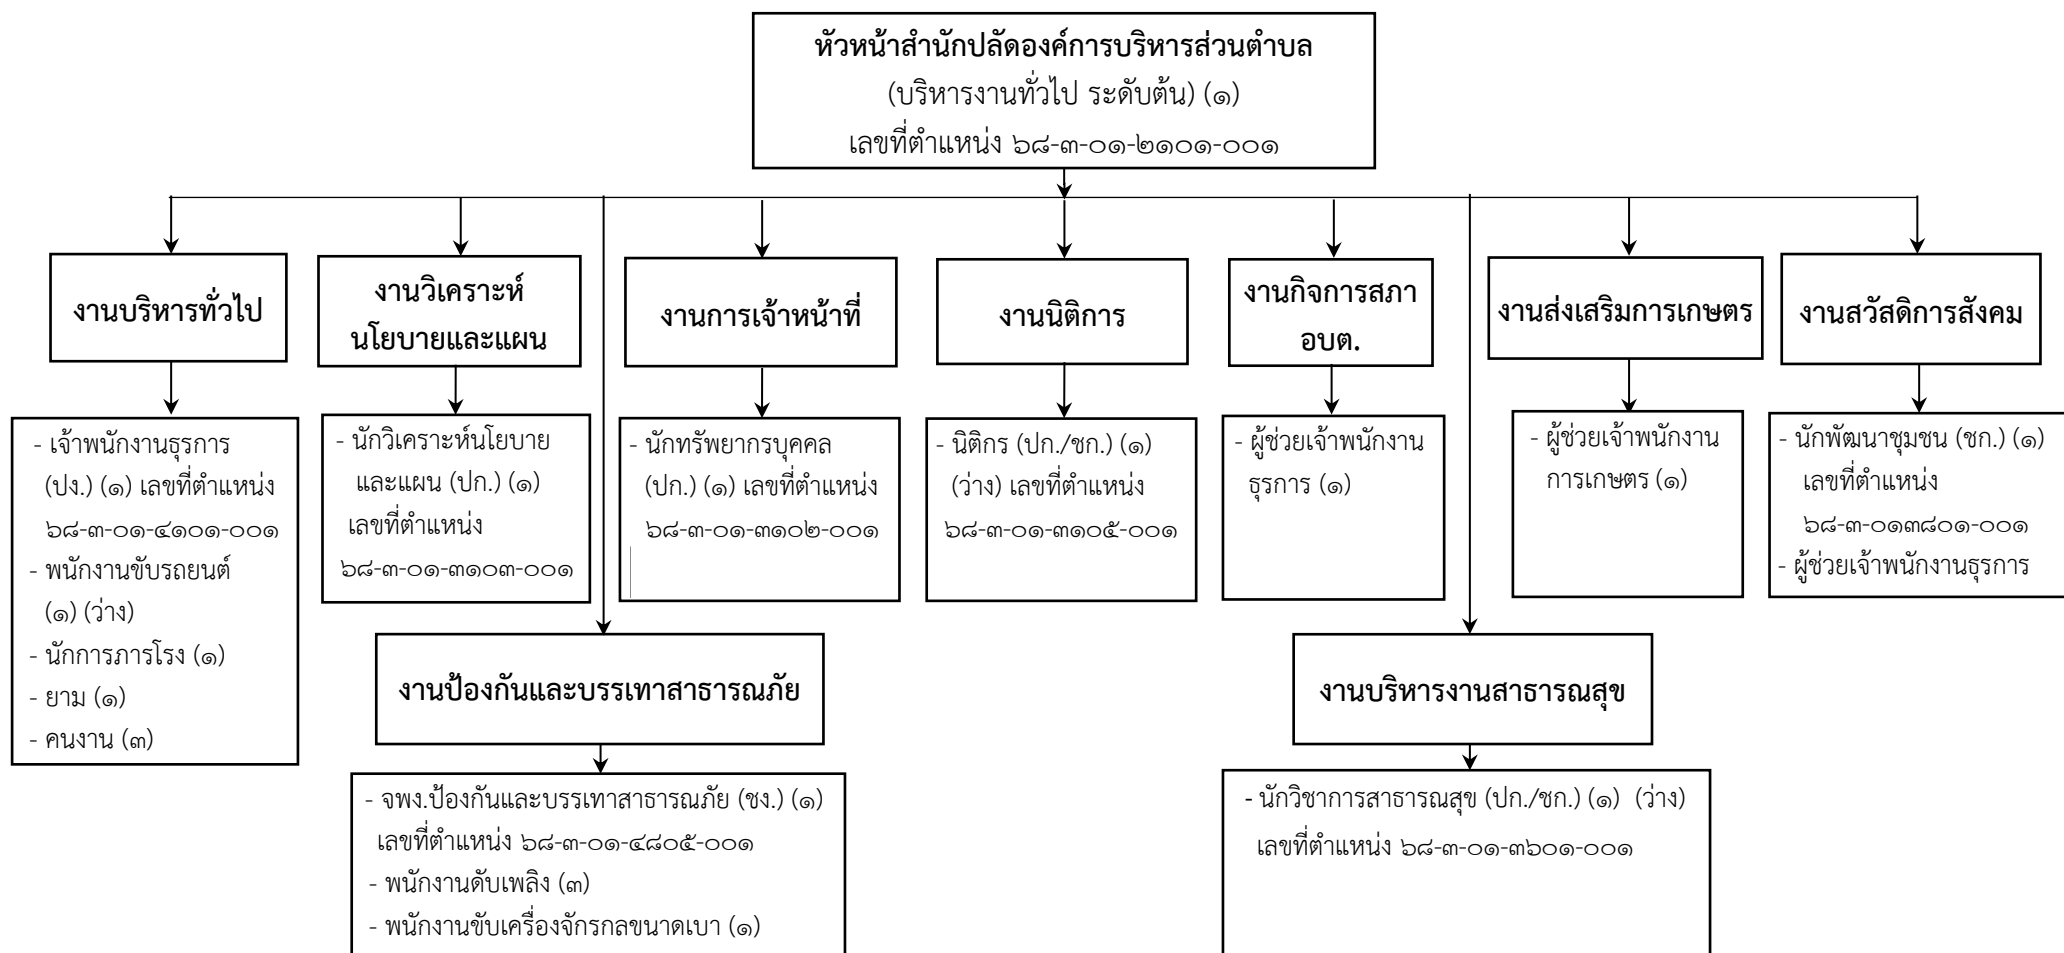 หัวหน้าสำนักปลัดองค์การบริหารส่วนตำบล
(บริหารงานทั่วไป ระดับต้น) (๑)
เลขที่ตำแหน่ง ๖๘-๓-๐๑-๒๑๐๑-๐๐๑
งานบริหารทั่วไป
งานวิเคราะห์
นโยบายและแผน
งานการเจ้าหน้าที่
งานนิติการ
งานกิจการสภา
อบต.
งานส่งเสริมการเกษตร
งานสวัสดิการสังคม
- เจ้าพนักงานธุรการ
(ปง.) (๑) เลขที่ตำแหน่ง
๖๘-๓-๐๑-๔๑๐๑-๐๐๑
- พนักงานขับรถยนต์
(๑) (ว่าง)
- นักการภารโรง (๑)
- ยาม (๑)
- คนงาน (๓)
- นักวิเคราะห์นโยบาย
และแผน (ปก.) (๑)
เลขที่ตำแหน่ง
๖๘-๓-๐๑-๓๑๐๓-๐๐๑
- นักทรัพยากรบุคคล
(ปก.) (๑) เลขที่ตำแหน่ง
๖๘-๓-๐๑-๓๑๐๒-๐๐๑
- นิติกร (ปก./ชก.) (๑)
(ว่าง) เลขที่ตำแหน่ง
๖๘-๓-๐๑-๓๑๐๕-๐๐๑
- ผู้ช่วยเจ้าพนักงาน
ธุรการ (๑)
- ผู้ช่วยเจ้าพนักงาน
การเกษตร (๑)
- นักพัฒนาชุมชน (ชก.) (๑)
เลขที่ตำแหน่ง
๖๘-๓-๐๑๓๘๐๑-๐๐๑
- ผู้ช่วยเจ้าพนักงานธุรการ
งานป้องกันและบรรเทาสาธารณภัย
งานบริหารงานสาธารณสุข
- จพง.ป้องกันและบรรเทาสาธารณภัย (ชง.) (๑)
เลขที่ตำแหน่ง ๖๘-๓-๐๑-๔๘๐๕-๐๐๑
- พนักงานดับเพลิง (๓)
- พนักงานขับเครื่องจักรกลขนาดเบา (๑)
- นักวิชาการสาธารณสุข (ปก./ชก.) (๑) (ว่าง)
เลขที่ตำแหน่ง ๖๘-๓-๐๑-๓๖๐๑-๐๐๑